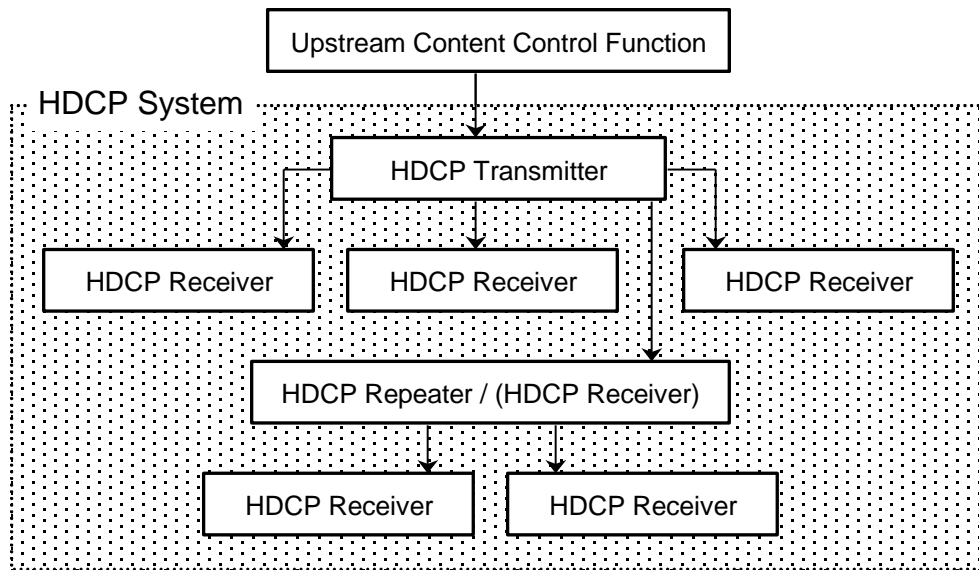 Upstream Content Control Function
HDCP System
HDCP Transmitter
HDCP Receiver
HDCP Receiver
HDCP Receiver
HDCP Repeater / (HDCP Receiver)
HDCP Receiver
HDCP Receiver